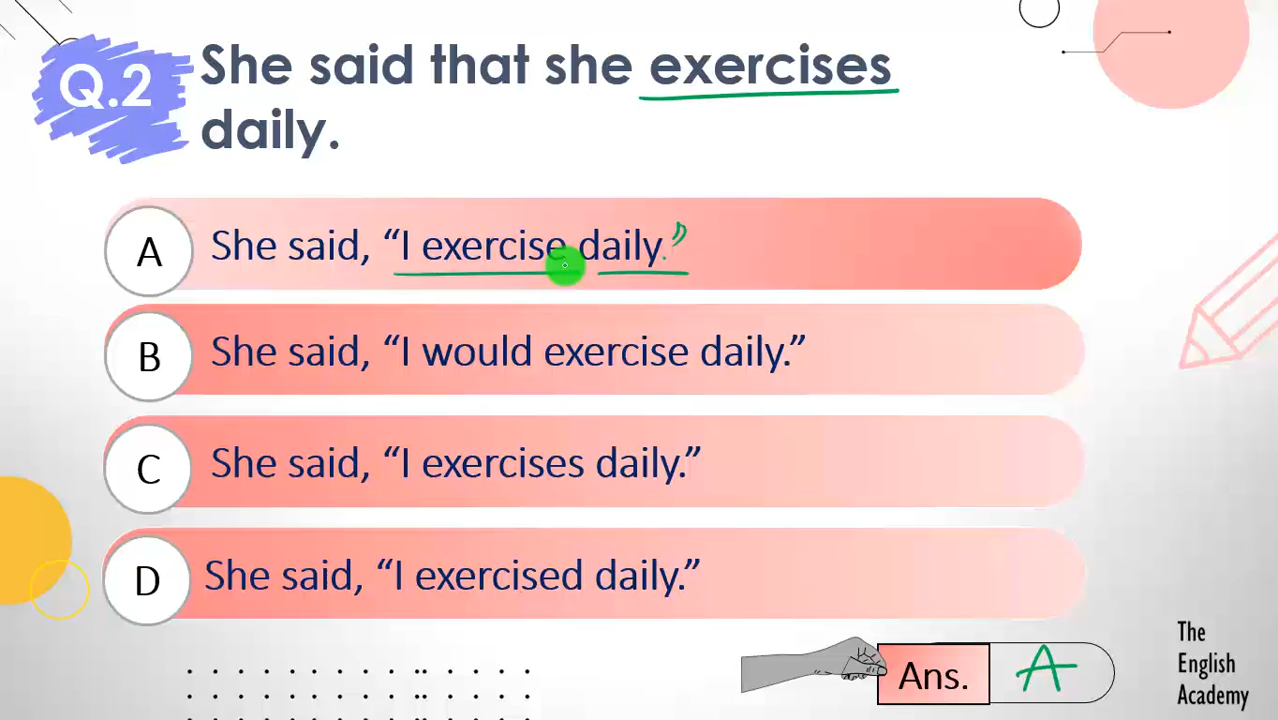 Q.2
She said that she exercises
daily.
A
She said, “I exercise daily.”
B
She said, “I would exercise daily.”
C
She said, “I exercises daily.”
D
She said, “I exercised daily.”
Ans.
A
The
English
Academy